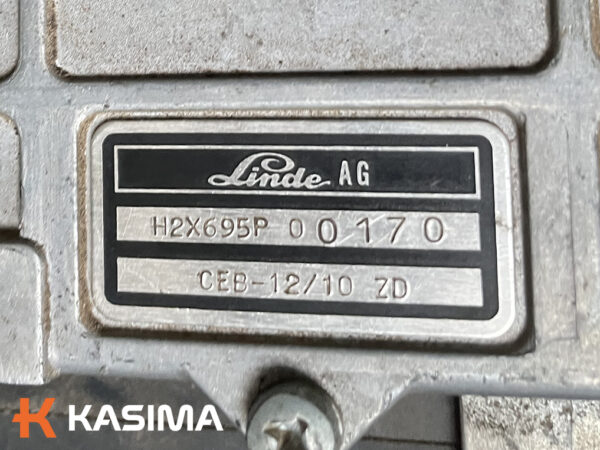 Linde AG
H2X695P 00170
CEB-12/10 ZD
KASIMA